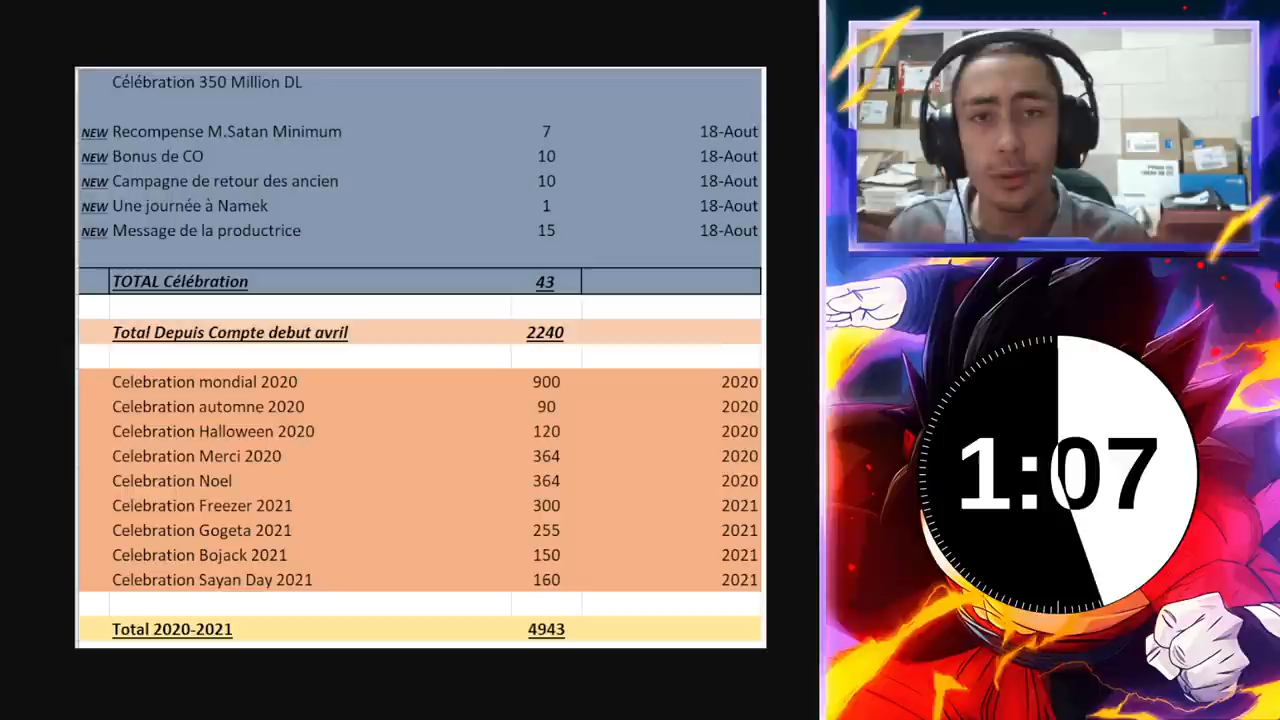 Célébration 350 Million DL
NEW Recompense M.Satan Minimum 7 18-Aout
NEW Bonus de CO 10 18-Aout
NEW Campagne de retour des ancien 10 18-Aout
NEW Une journée à Namek 1 18-Aout
NEW Message de la productrice 15 18-Aout
TOTAL Célébration 43
Total Depuis Compte debut avril 2240
Celebration mondial 2020 900 2020
Celebration automne 2020 90 2020
Celebration Halloween 2020 120 2020
Celebration Merci 2020 364 2020
Celebration Noel 364 2020
Celebration Freezer 2021 300 2021
Celebration Gogeta 2021 255 2021
Celebration Bojack 2021 150 2021
Celebration Sayan Day 2021 160 2021
Total 2020-2021 4943
1:07